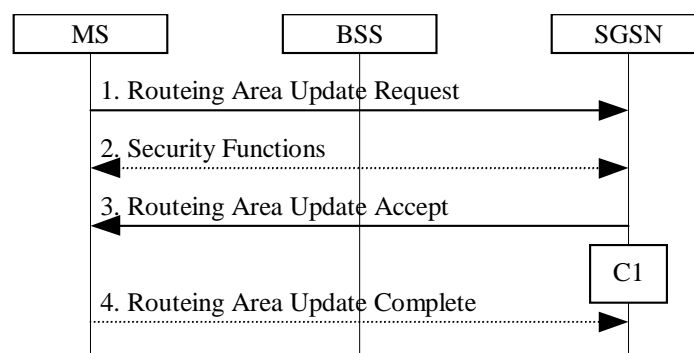 MS
BSS
SGSN
1. Routeing Area Update Request
2. Security Functions
3. Routeing Area Update Accept
C1
4. Routeing Area Update Complete